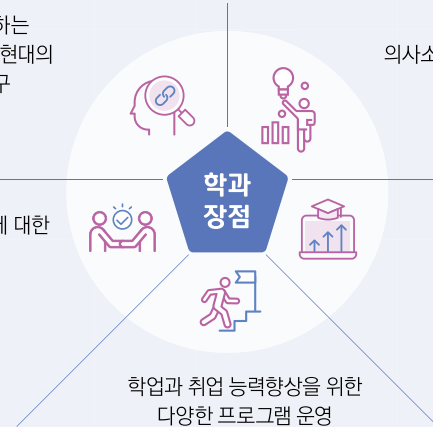 하는
현대의
구
의사소
학과
장점
에 대한
학업과 취업 능력향상을 위한
다양한 프로그램 운영